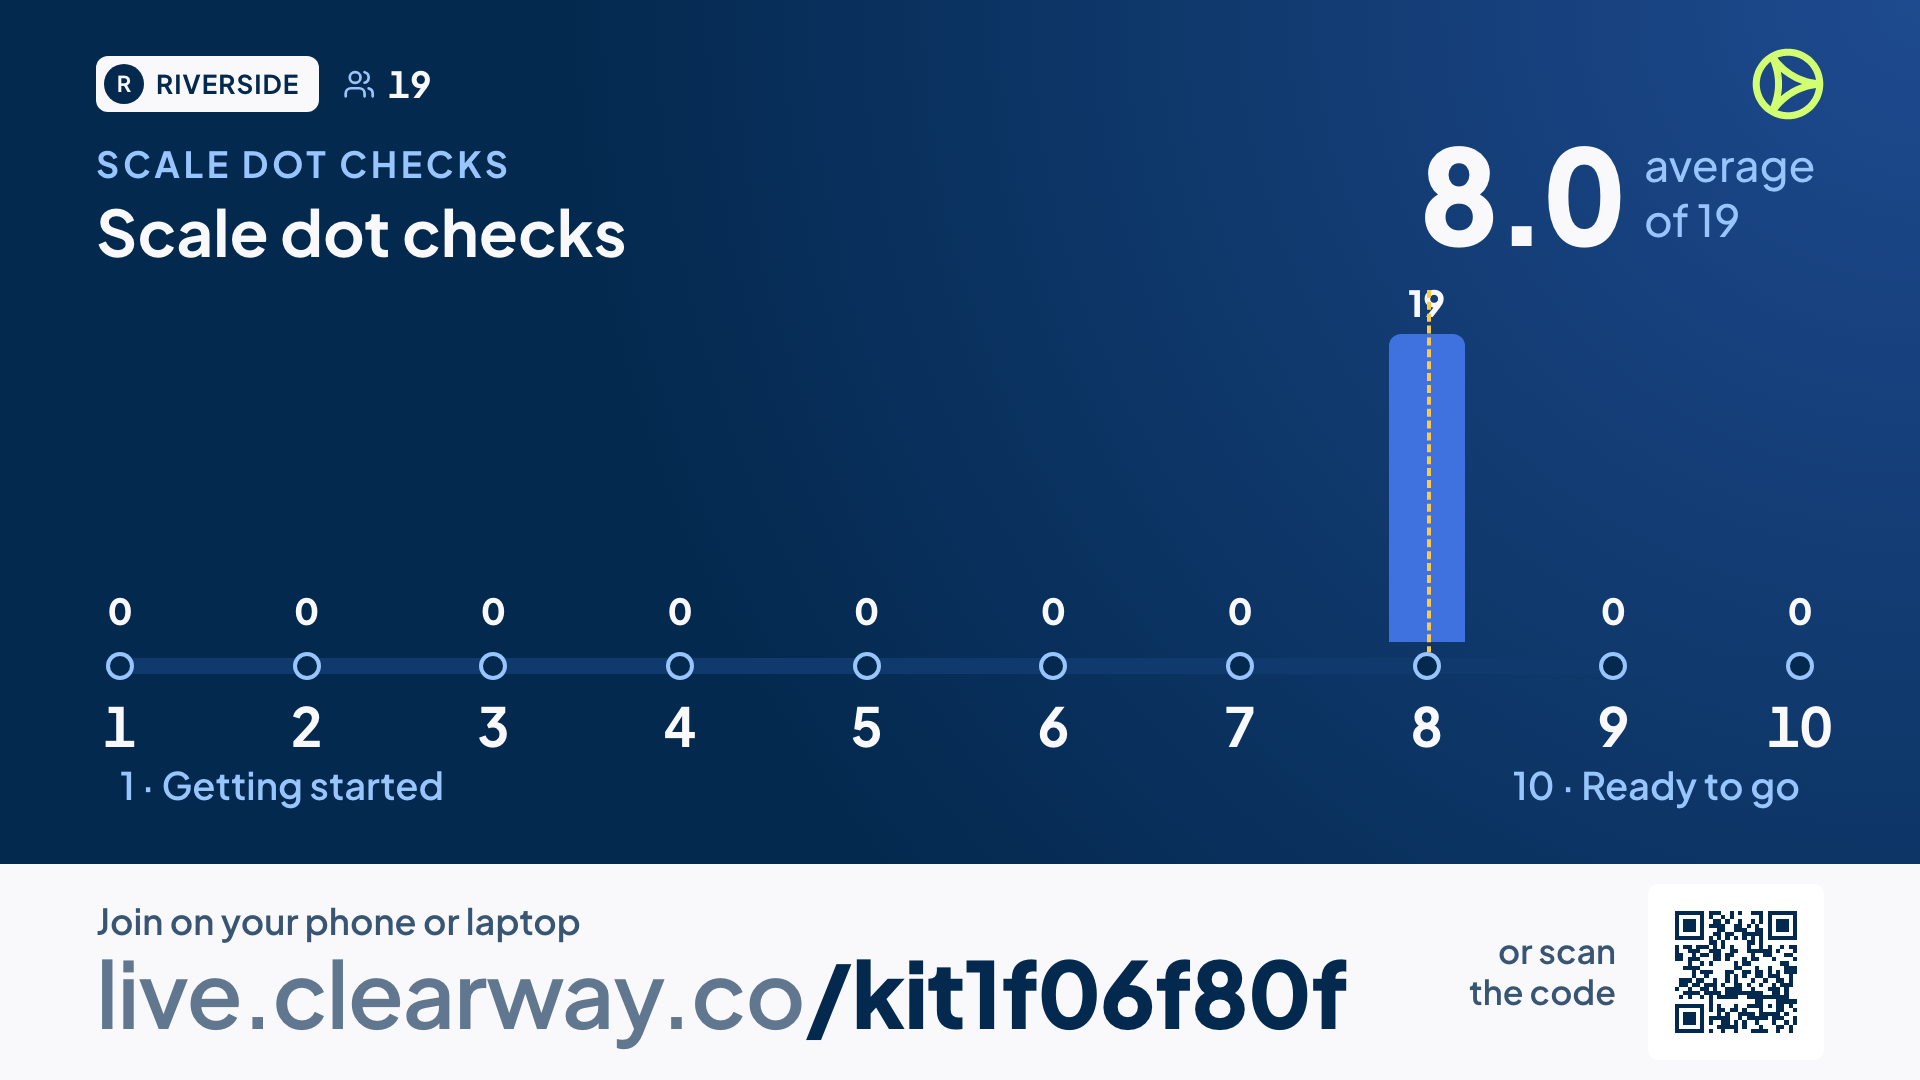 R RIVERSIDE 19
SCALE DOT CHECKS
Scale dot checks
8.0 average
of 19
19
0 0 0 0 0 0 0 0 0
1 2 3 4 5 6 7 8 9 10
1 · Getting started 10 · Ready to go
Join on your phone or laptop
live.clearway.co/kit1f06f80f
or scan
the code